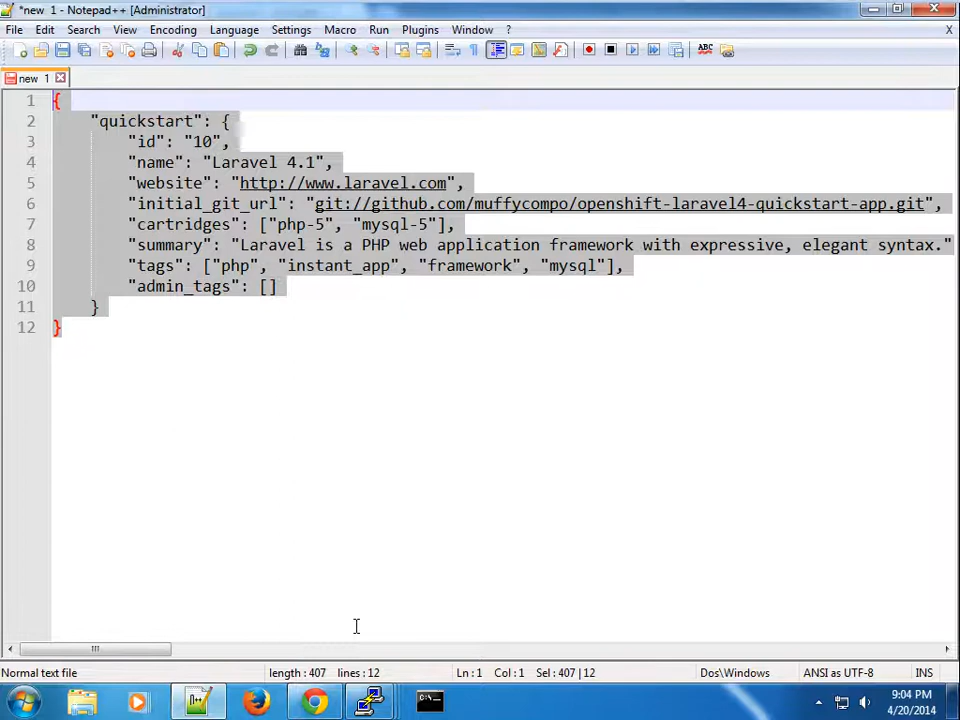 *new 1 - Notepad++ [Administrator]
File Edit Search View Encoding Language Settings Macro Run Plugins Window ? X
ABC
new 1
1 {
2 "quickstart": {
3 "id": "10",
4 "name": "Laravel 4.1",
5 "website": "http://www.laravel.com",
6 "initial_git_url": "git://github.com/muffycompo/openshift-laravel4-quickstart-app.git",
7 "cartridges": ["php-5", "mysql-5"],
8 "summary": "Laravel is a PHP web application framework with expressive, elegant syntax."
9 "tags": ["php", "instant_app", "framework", "mysql"],
10 "admin_tags": []
11 }
12 }
Normal text file length : 407 lines : 12 Ln : 1 Col : 1 Sel : 407 | 12 Dos\Windows ANSI as UTF-8 INS
9:04 PM
4/20/2014